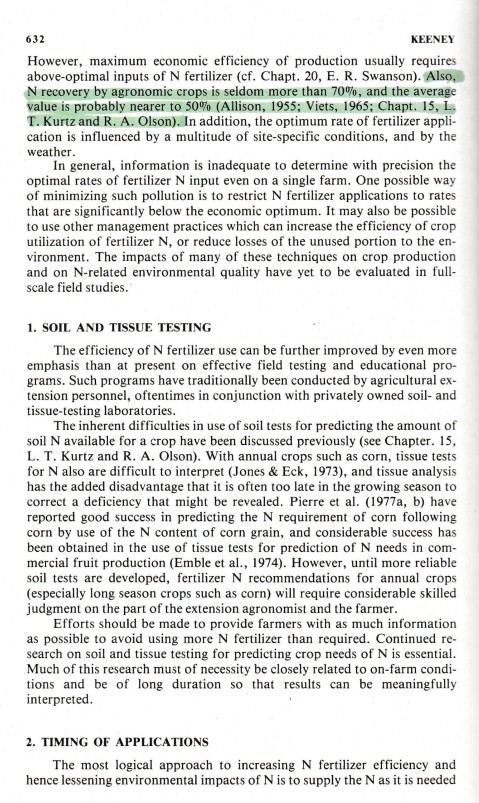 632
KEENEY
However, maximum economic efficiency of production usually requires
above-optimal inputs of N fertilizer (cf. Chapt. 20, E. R. Swanson). Also,
N recovery by agronomic crops is seldom more than 70%, and the average
value is probably nearer to 50% (Allison, 1955; Viets, 1965; Chapt. 15, L.
T. Kurtz and R. A. Olson). In addition, the optimum rate of fertilizer appli-
cation is influenced by a multitude of site-specific conditions, and by the
weather.
In general, information is inadequate to determine with precision the
optimal rates of fertilizer N input even on a single farm. One possible way
of minimizing such pollution is to restrict N fertilizer applications to rates
that are significantly below the economic optimum. It may also be possible
to use other management practices which can increase the efficiency of crop
utilization of fertilizer N, or reduce losses of the unused portion to the en-
vironment. The impacts of many of these techniques on crop production
and on N-related environmental quality have yet to be evaluated in full-
scale field studies.
1. SOIL AND TISSUE TESTING
The efficiency of N fertilizer use can be further improved by even more
emphasis than at present on effective field testing and educational pro-
grams. Such programs have traditionally been conducted by agricultural ex-
tension personnel, oftentimes in conjunction with privately owned soil- and
tissue-testing laboratories.
The inherent difficulties in use of soil tests for predicting the amount of
soil N available for a crop have been discussed previously (see Chapter. 15,
L. T. Kurtz and R. A. Olson). With annual crops such as corn, tissue tests
for N also are difficult to interpret (Jones & Eck, 1973), and tissue analysis
has the added disadvantage that it is often too late in the growing season to
correct a deficiency that might be revealed. Pierre et al. (1977a, b) have
reported good success in predicting the N requirement of corn following
corn by use of the N content of corn grain, and considerable success has
been obtained in the use of tissue tests for prediction of N needs in com-
mercial fruit production (Emble et al., 1974). However, until more reliable
soil tests are developed, fertilizer N recommendations for annual crops
(especially long season crops such as corn) will require considerable skilled
judgment on the part of the extension agronomist and the farmer.
Efforts should be made to provide farmers with as much information
as possible to avoid using more N fertilizer than required. Continued re-
search on soil and tissue testing for predicting crop needs of N is essential.
Much of this research must of necessity be closely related to on-farm condi-
tions and be of long duration so that results can be meaningfully
interpreted.
2. TIMING OF APPLICATIONS
The most logical approach to increasing N fertilizer efficiency and
hence lessening environmental impacts of N is to supply the N as it is needed